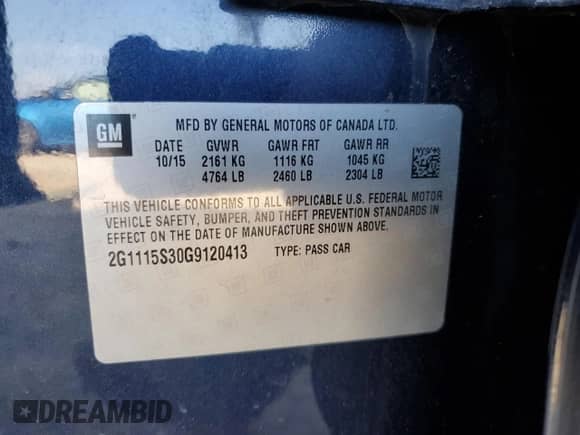 GM
MFD BY GENERAL MOTORS OF CANADA LTD.
DATE GVWR GAWR FRT GAWR RR
10/15 2161 KG 1116 KG 1045 KG
4764 LB 2460 LB 2304 LB
THIS VEHICLE CONFORMS TO ALL APPLICABLE U.S. FEDERAL MOTOR
VEHICLE SAFETY, BUMPER, AND THEFT PREVENTION STANDARDS IN
EFFECT ON THE DATE OF MANUFACTURE SHOWN ABOVE.
2G1115S30G9120413 TYPE: PASS CAR
DREAMBID